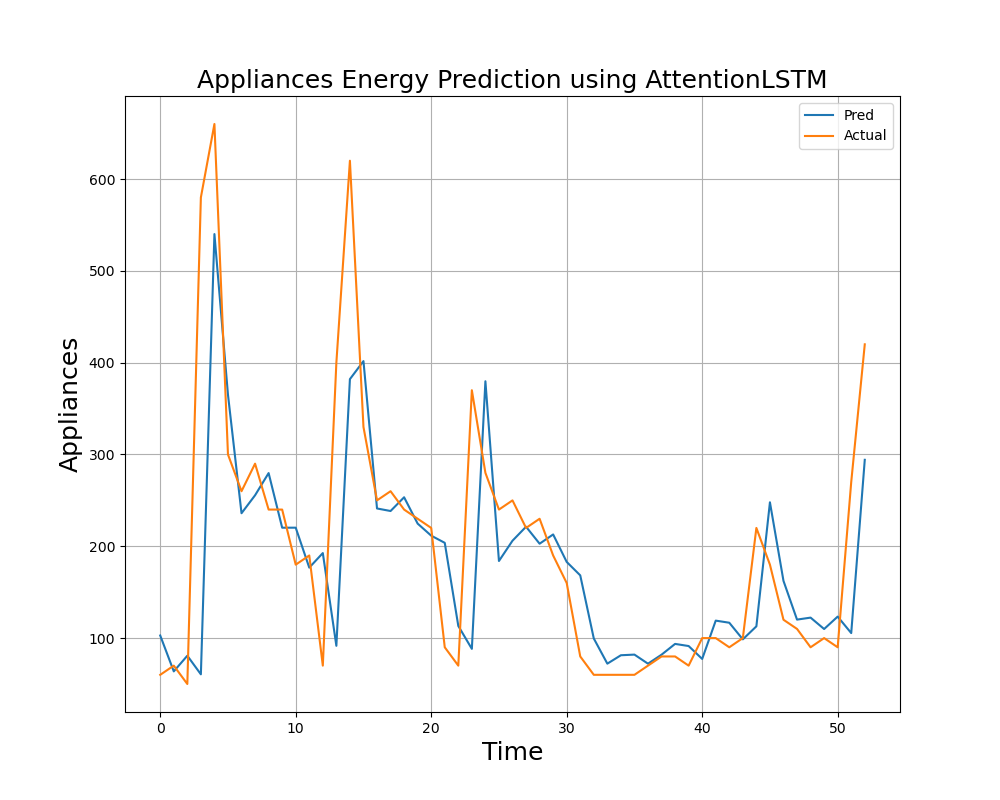 Appliances Energy Prediction using AttentionLSTM
Pred
Actual
600
500
400
300
200
100
Appliances
0 10 20 30 40 50
Time